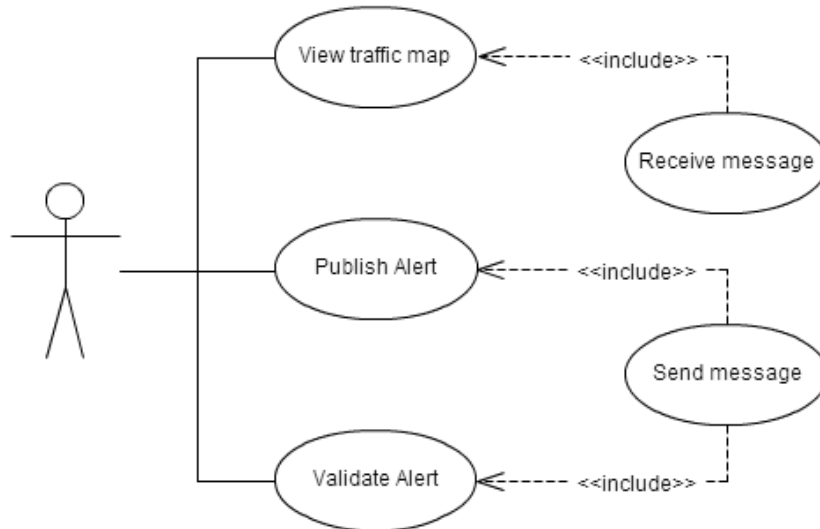 View traffic map
<<include>>
Receive message
Publish Alert
<<include>>
Send message
Validate Alert
<<include>>